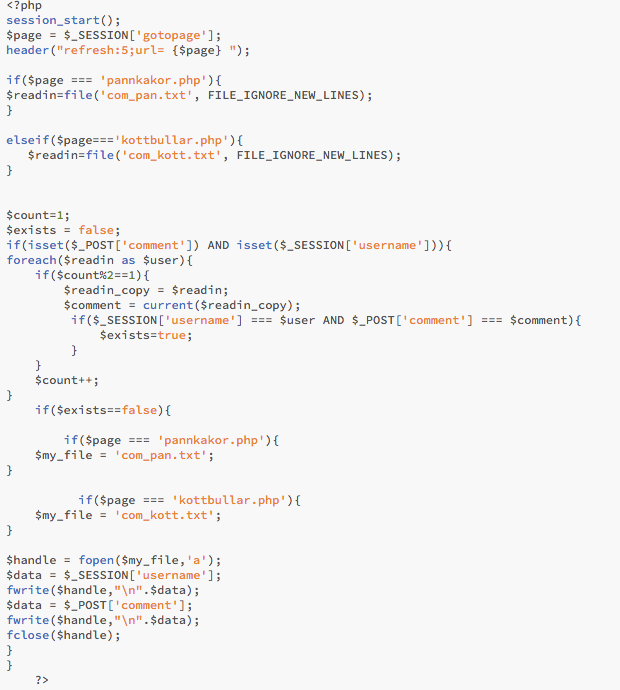 <?php
session_start();
$page = $_SESSION['gotopage'];
header("refresh:5;url= {$page} ");

if($page === 'pannkakor.php'){
$readin=file('com_pan.txt', FILE_IGNORE_NEW_LINES);
}

elseif($page==='kottbullar.php'){
   $readin=file('com_kott.txt', FILE_IGNORE_NEW_LINES);
}


$count=1;
$exists = false;
if(isset($_POST['comment']) AND isset($_SESSION['username'])){
foreach($readin as $user){
    if($count%2==1){
        $readin_copy = $readin;
        $comment = current($readin_copy);
         if($_SESSION['username'] === $user AND $_POST['comment'] === $comment){
             $exists=true;
         }
    }
    $count++;
}
    if($exists==false){

        if($page === 'pannkakor.php'){
    $my_file = 'com_pan.txt';
}

          if($page === 'kottbullar.php'){
    $my_file = 'com_kott.txt';
}

$handle = fopen($my_file,'a');
$data = $_SESSION['username'];
fwrite($handle,"\n".$data);
$data = $_POST['comment'];
fwrite($handle,"\n".$data);
fclose($handle);
}
}
    ?>